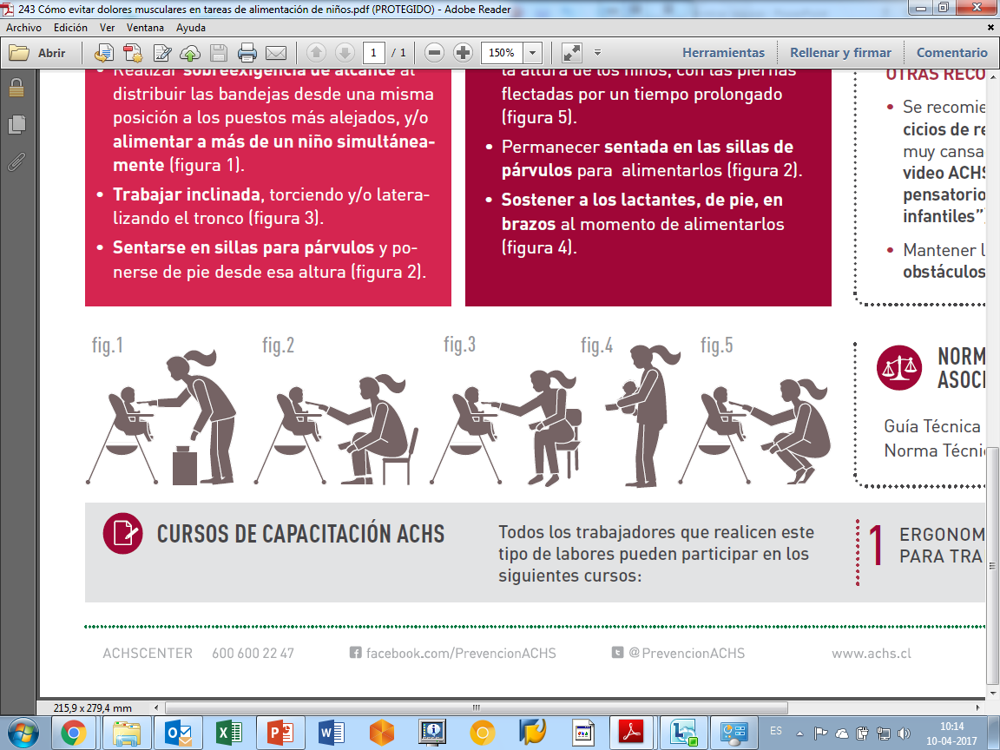 243 Cómo evitar dolores musculares en tareas de alimentación de niños.pdf (PROTEGIDO) - Adobe Reader
Archivo Edición Ver Ventana Ayuda
Abrir 1 / 1 150% Herramientas Rellenar y firmar Comentario
Realizar sobreexigencia de alcance al
distribuir las bandejas desde una misma
posición a los puestos más alejados, y/o
alimentar a más de un niño simultánea-
mente (figura 1).
• Trabajar inclinada, torciendo y/o latera-
lizando el tronco (figura 3).
• Sentarse en sillas para párvulos y po-
nerse de pie desde esa altura (figura 2).
la altura de los niños, con las piernas
flectadas por un tiempo prolongado
(figura 5).
• Permanecer sentada en las sillas de
párvulos para alimentarlos (figura 2).
• Sostener a los lactantes, de pie, en
brazos al momento de alimentarlos
(figura 4).
OTRAS RECO
• Se recomie
cicios de re
muy cansa
video ACHS
pensatorio
infantiles”,
• Mantener l
obstáculos
fig.1 fig.2 fig.3 fig.4 fig.5
NORM
ASOCI
Guía Técnica
Norma Técni
CURSOS DE CAPACITACIÓN ACHS
Todos los trabajadores que realicen este
tipo de labores pueden participar en los
siguientes cursos:
1 ERGONOM
PARA TRA
ACHSCENTER 600 600 22 47 facebook.com/PrevencionACHS @PrevencionACHS www.achs.cl
215,9 x 279,4 mm
ES 10:14
10-04-2017